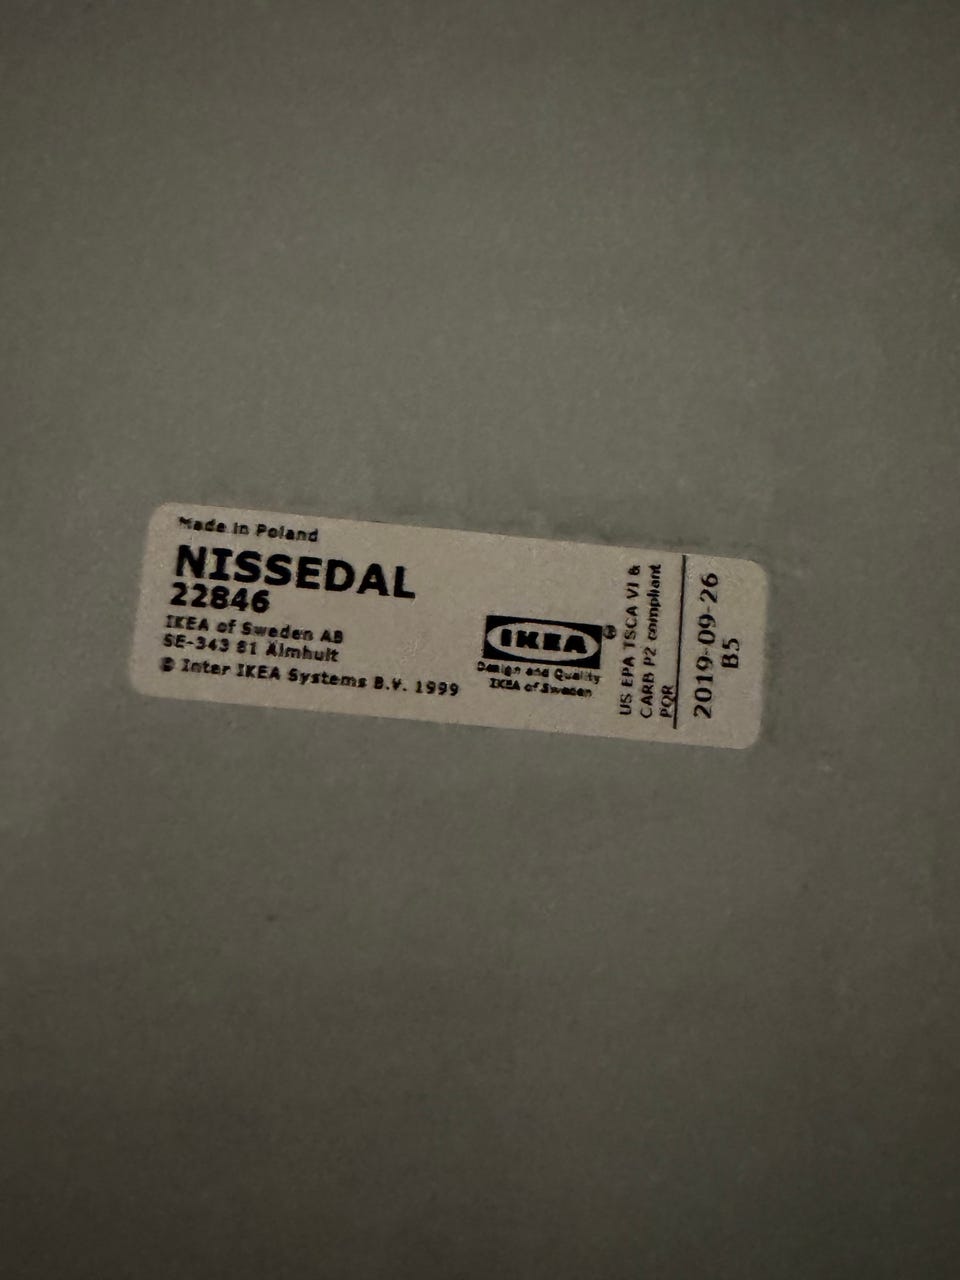 Made in Poland
NISSEDAL
22846
IKEA of Sweden AB
SE-343 81 Älmhult
© Inter IKEA Systems B.V. 1999
IKEA®
Design and Quality
IKEA of Sweden
US EPA TSCA VI &
CARB P2 compliant
PQR
2019-09-26
B5